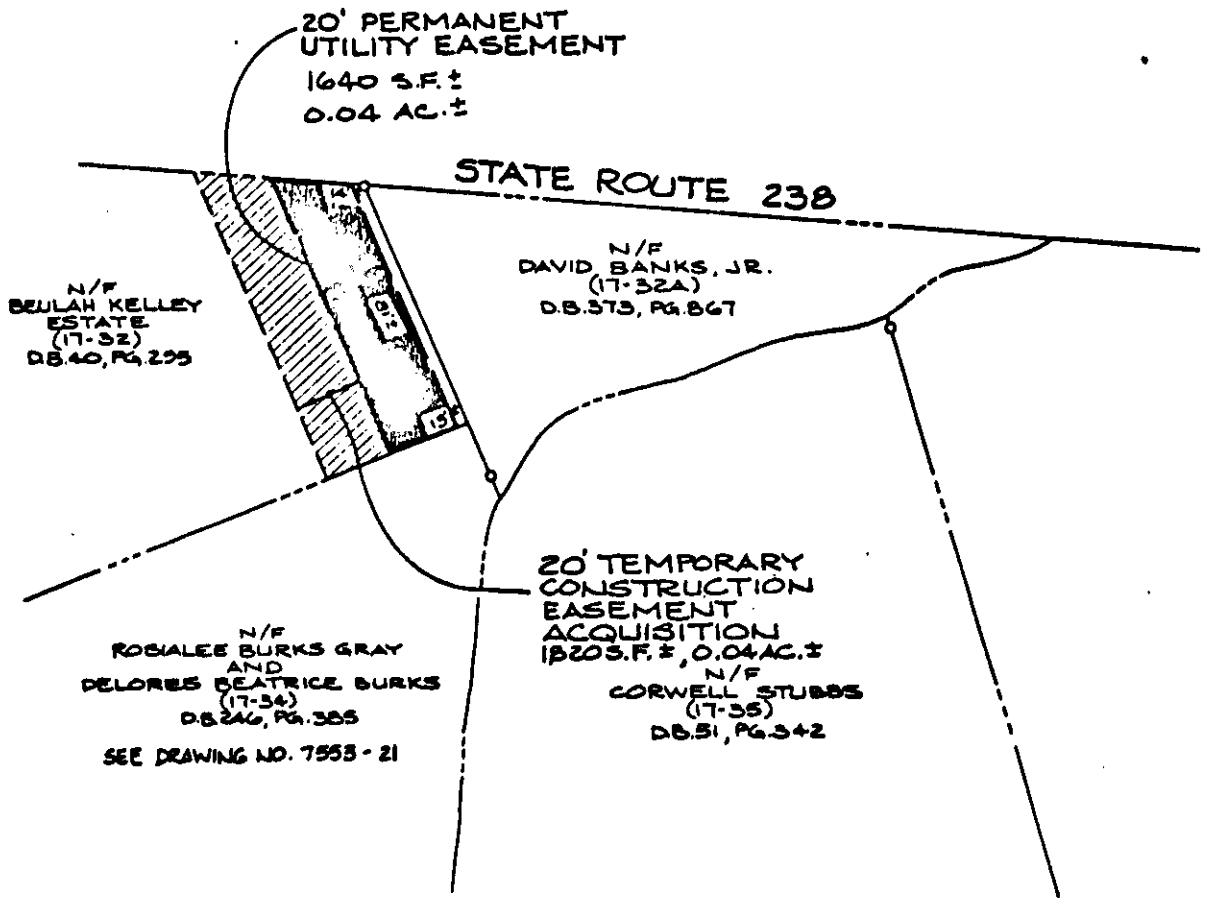 20' PERMANENT
UTILITY EASEMENT
1640 S.F.±
0.04 AC.±
STATE ROUTE 238
14'
N/F
DAVID BANKS, JR.
(17-32A)
D.B.373, PG.867
N/F
BEULAH KELLEY
ESTATE
(17-32)
D.B.40, PG.295
81'±
15'
20' TEMPORARY
CONSTRUCTION
EASEMENT
ACQUISITION
1820 S.F.±, 0.04 AC.±
N/F
CORWELL STUBBS
(17-35)
D.B.51, PG.342
N/F
ROSIALEE BURKS GRAY
AND
DELORES BEATRICE BURKS
(17-34)
D.B.246, PG.385
SEE DRAWING NO. 7553-21